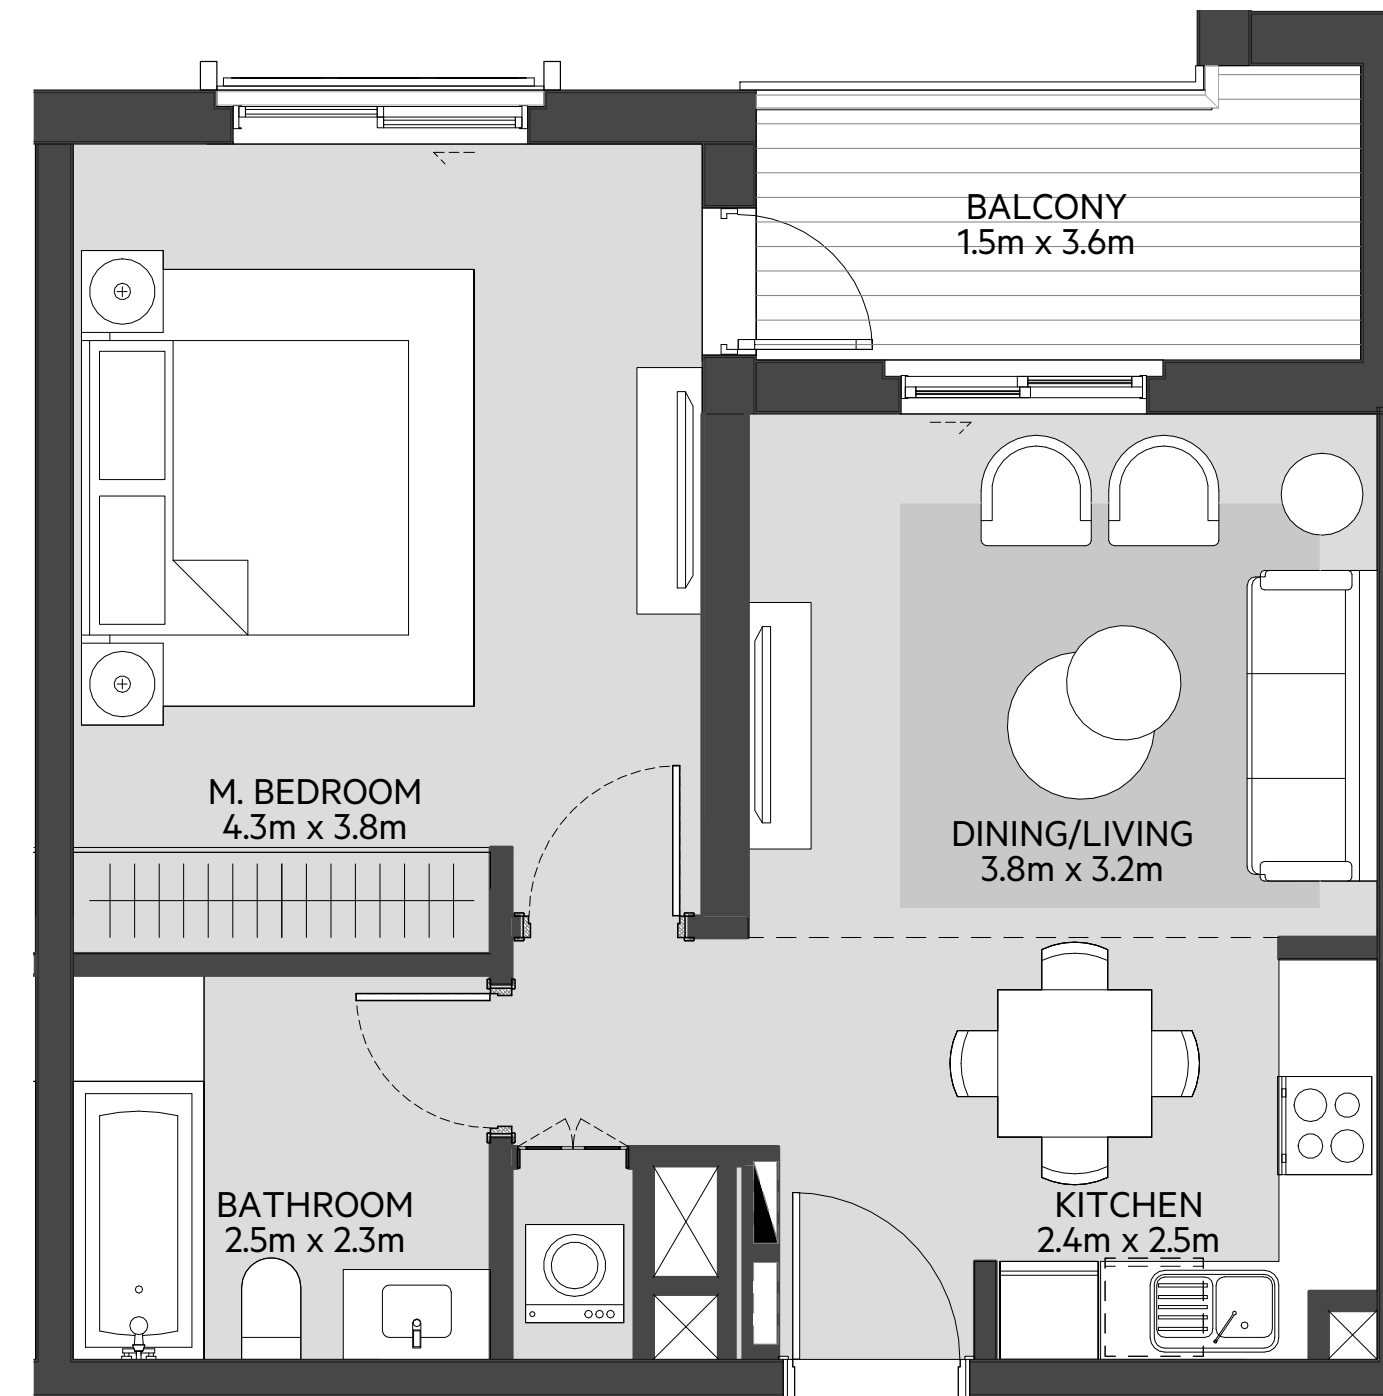 BALCONY
1.5m x 3.6m
M. BEDROOM
4.3m x 3.8m
DINING/LIVING
3.8m x 3.2m
BATHROOM
2.5m x 2.3m
KITCHEN
2.4m x 2.5m